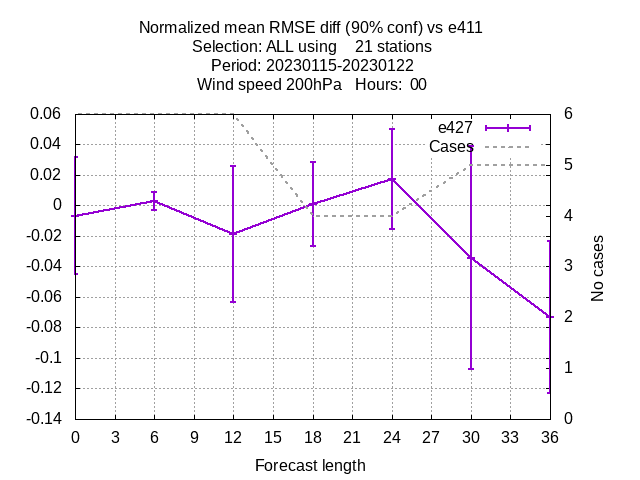 Normalized mean RMSE diff (90% conf) vs e411
Selection: ALL using    21 stations
Period: 20230115-20230122
Wind speed 200hPa   Hours:  00
0.06
0.04
0.02
0
-0.02
-0.04
-0.06
-0.08
-0.1
-0.12
-0.14
e427
Cases
6
5
4
3
2
1
0
No cases
0 3 6 9 12 15 18 21 24 27 30 33 36
Forecast length